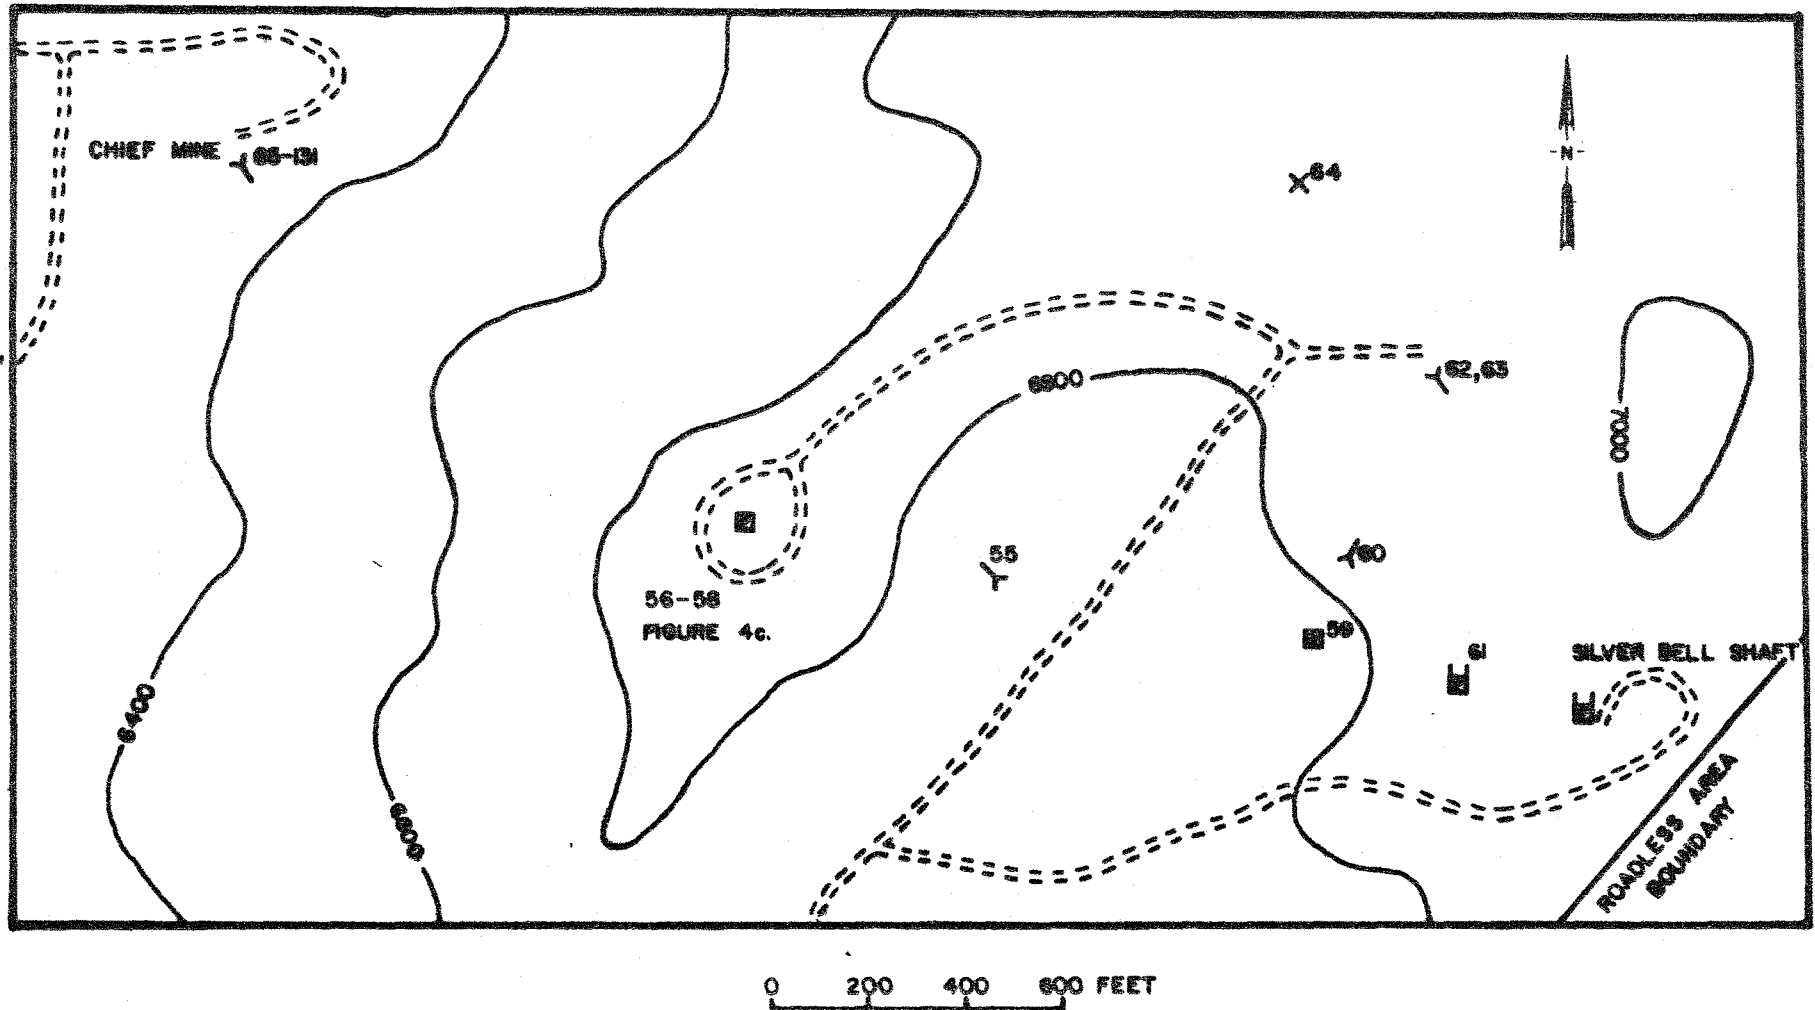 CHIEF MINE
65-131
64
N
6800
62,63
7000
55
60
56-58
FIGURE 4c.
59
61
SILVER BELL SHAFT
6400
6600
ROADLESS AREA
BOUNDARY
0 200 400 600 FEET